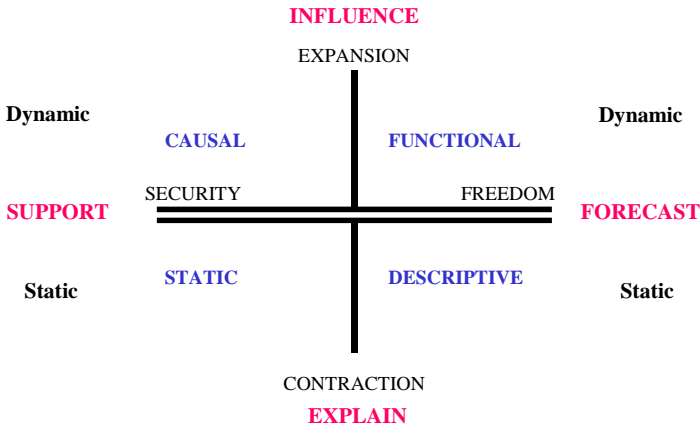 INFLUENCE
EXPANSION
Dynamic
Dynamic
CAUSAL
FUNCTIONAL
SECURITY
FREEDOM
SUPPORT
FORECAST
STATIC
DESCRIPTIVE
Static
Static
CONTRACTION
EXPLAIN